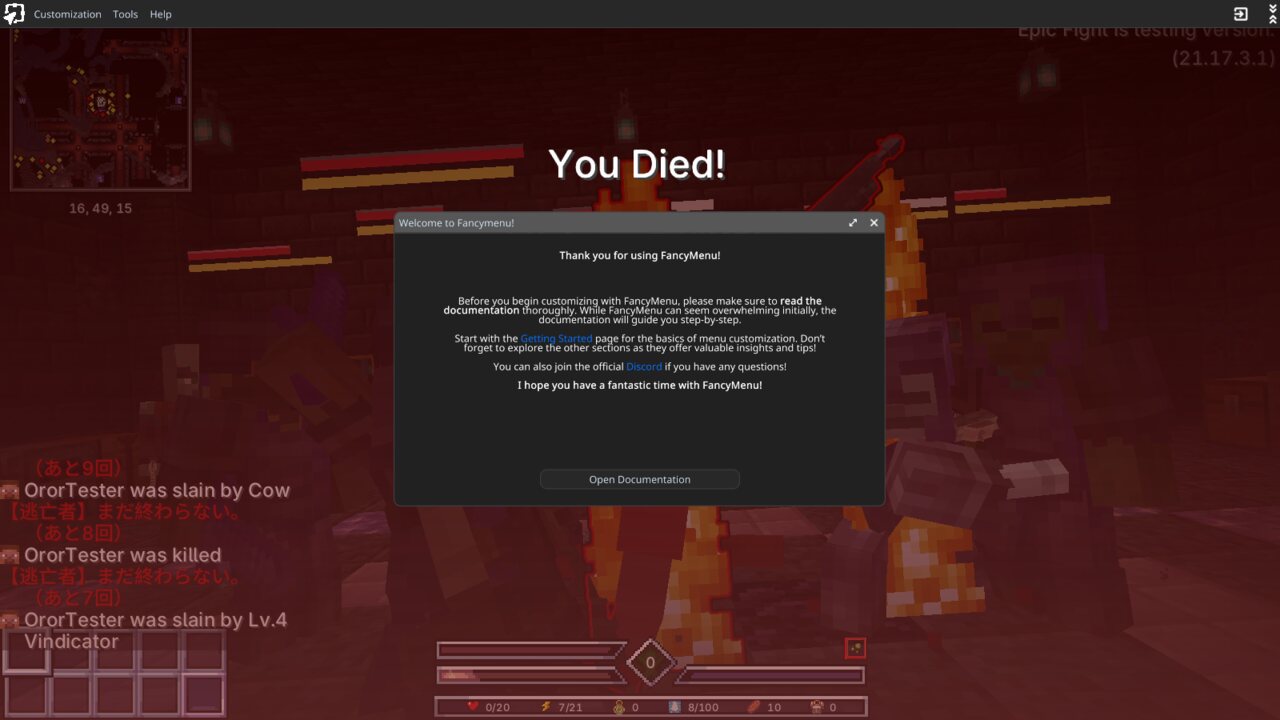 Customization Tools Help
Epic Fight is testing version.
(21.17.3.1)
You Died!
16, 49, 15
Welcome to Fancymenu!
Thank you for using FancyMenu!
Before you begin customizing with FancyMenu, please make sure to read the
documentation thoroughly. While FancyMenu can seem overwhelming initially, the
documentation will guide you step-by-step.
Start with the Getting Started page for the basics of menu customization. Don't
forget to explore the other sections as they offer valuable insights and tips!
You can also join the official Discord if you have any questions!
I hope you have a fantastic time with FancyMenu!
Open Documentation
（あと9回）
OrorTester was slain by Cow
【逃亡者】まだ終わらない。
（あと8回）
OrorTester was killed
【逃亡者】まだ終わらない。
（あと7回）
OrorTester was slain by Lv.4
Vindicator
0
0/20 7/21 0 8/100 10 0